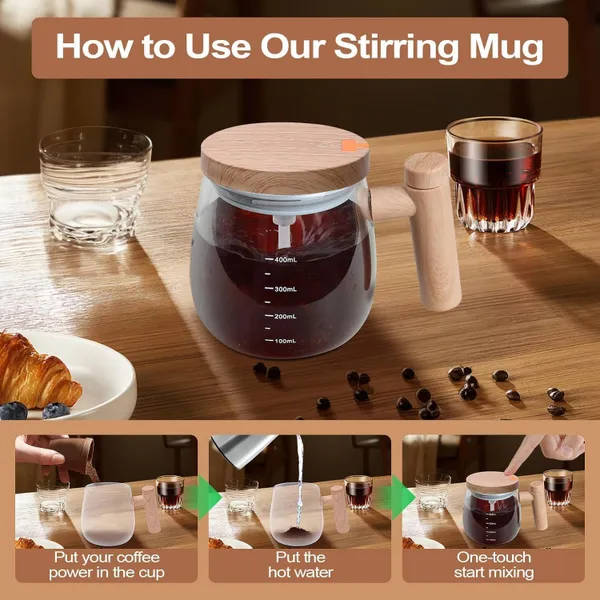 How to Use Our Stirring Mug
400mL
300mL
200mL
100mL
Put your coffee
power in the cup
Put the
hot water
One-touch
start mixing